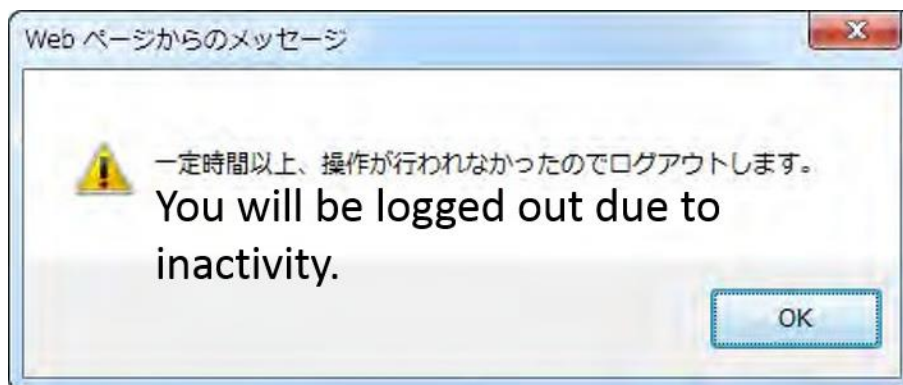 Web ページからのメッセージ
一定時間以上、操作が行われなかったのでログアウトします。
You will be logged out due to
inactivity.
OK